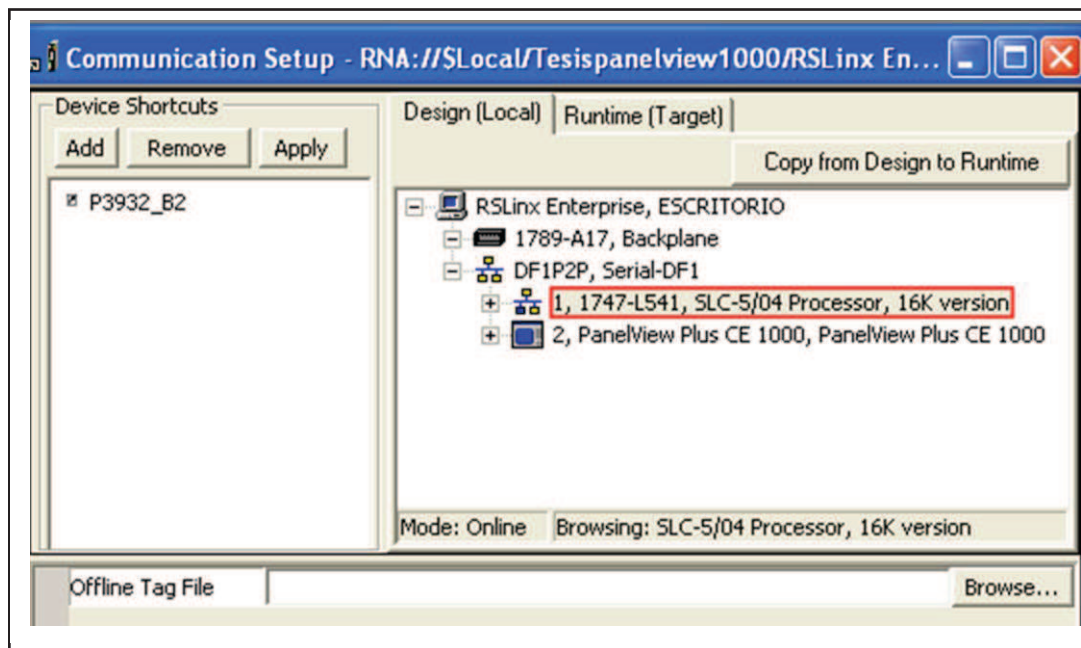 Communication Setup - RNA://$Local/Tesispanelview1000/RSLinx En...
Device Shortcuts
Add Remove Apply
P3932_B2
Design (Local) Runtime (Target)
Copy from Design to Runtime
RSLinx Enterprise, ESCRITORIO
1789-A17, Backplane
DF1P2P, Serial-DF1
1, 1747-L541, SLC-5/04 Processor, 16K version
2, PanelView Plus CE 1000, PanelView Plus CE 1000
Mode: Online Browsing: SLC-5/04 Processor, 16K version
Offline Tag File Browse...